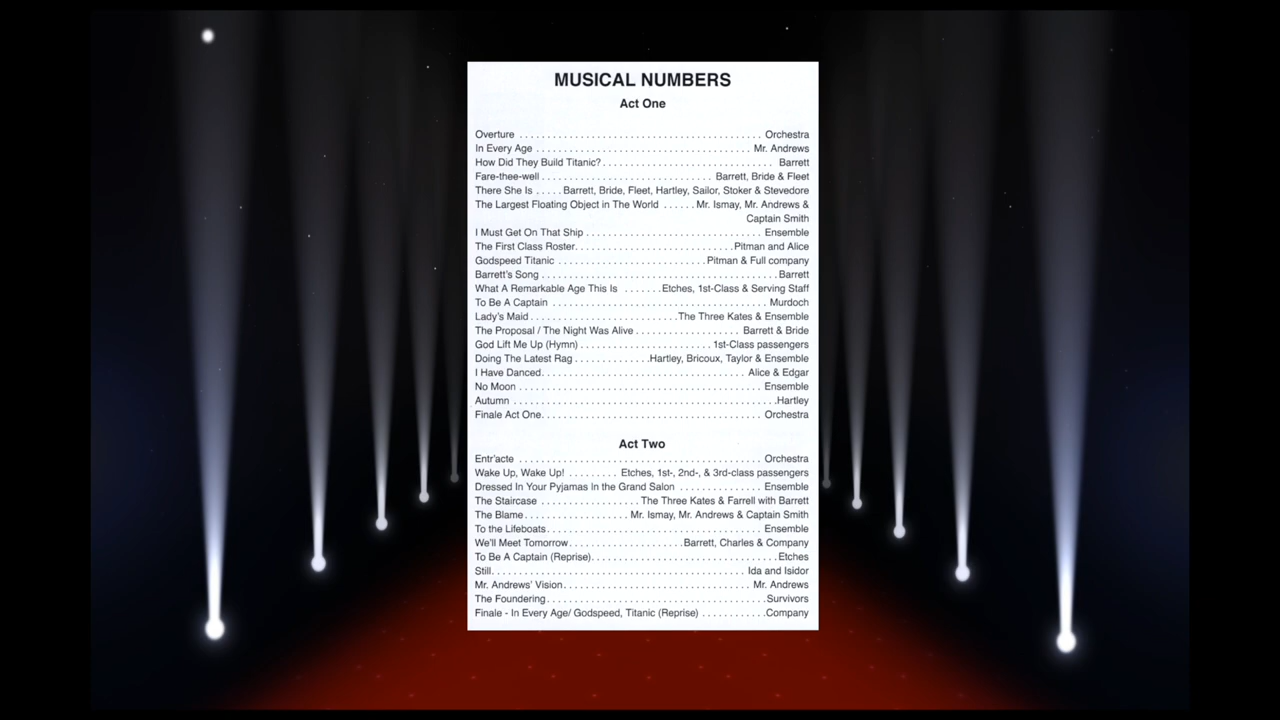 MUSICAL NUMBERS
Act One
Overture . . . . . . . . . . . . . . . . . . . . . . . . . . . . . . . . . . . . . . . . . . . . Orchestra
In Every Age . . . . . . . . . . . . . . . . . . . . . . . . . . . . . . . . . . . . . . . Mr. Andrews
How Did They Build Titanic? . . . . . . . . . . . . . . . . . . . . . . . . . . . . . . . Barrett
Fare-thee-well . . . . . . . . . . . . . . . . . . . . . . . . . . . . . . . Barrett, Bride & Fleet
There She Is . . . . . Barrett, Bride, Fleet, Hartley, Sailor, Stoker & Stevedore
The Largest Floating Object in The World . . . . . . Mr. Ismay, Mr. Andrews &
Captain Smith
I Must Get On That Ship . . . . . . . . . . . . . . . . . . . . . . . . . . . . . . . . Ensemble
The First Class Roster. . . . . . . . . . . . . . . . . . . . . . . . . . . . .Pitman and Alice
Godspeed Titanic . . . . . . . . . . . . . . . . . . . . . . . . . . . Pitman & Full company
Barrett's Song . . . . . . . . . . . . . . . . . . . . . . . . . . . . . . . . . . . . . . . . . . .Barrett
What A Remarkable Age This Is . . . . . . .Etches, 1st-Class & Serving Staff
To Be A Captain . . . . . . . . . . . . . . . . . . . . . . . . . . . . . . . . . . . . . . . Murdoch
Lady's Maid . . . . . . . . . . . . . . . . . . . . . . . . . . .The Three Kates & Ensemble
The Proposal / The Night Was Alive . . . . . . . . . . . . . . . . . . . Barrett & Bride
God Lift Me Up (Hymn) . . . . . . . . . . . . . . . . . . . . . . . . 1st-Class passengers
Doing The Latest Rag . . . . . . . . . . . . . .Hartley, Bricoux, Taylor & Ensemble
I Have Danced. . . . . . . . . . . . . . . . . . . . . . . . . . . . . . . . . . . . . Alice & Edgar
No Moon . . . . . . . . . . . . . . . . . . . . . . . . . . . . . . . . . . . . . . . . . . . . Ensemble
Autumn . . . . . . . . . . . . . . . . . . . . . . . . . . . . . . . . . . . . . . . . . . . . . . .Hartley
Finale Act One. . . . . . . . . . . . . . . . . . . . . . . . . . . . . . . . . . . . . . . . Orchestra
Act Two
Entr'acte . . . . . . . . . . . . . . . . . . . . . . . . . . . . . . . . . . . . . . . . . . . . Orchestra
Wake Up, Wake Up! . . . . . . . . . Etches, 1st-, 2nd-, & 3rd-class passengers
Dressed In Your Pyjamas In the Grand Salon . . . . . . . . . . . . . . . Ensemble
The Staircase . . . . . . . . . . . . . . . . . . The Three Kates & Farrell with Barrett
The Blame. . . . . . . . . . . . . . . . . . . Mr. Ismay, Mr. Andrews & Captain Smith
To the Lifeboats. . . . . . . . . . . . . . . . . . . . . . . . . . . . . . . . . . . . . . . Ensemble
We'll Meet Tomorrow. . . . . . . . . . . . . . . . . . . . .Barrett, Charles & Company
To Be A Captain (Reprise). . . . . . . . . . . . . . . . . . . . . . . . . . . . . . . . . .Etches
Still. . . . . . . . . . . . . . . . . . . . . . . . . . . . . . . . . . . . . . . . . . . . . Ida and Isidor
Mr. Andrews' Vision. . . . . . . . . . . . . . . . . . . . . . . . . . . . . . . . . . Mr. Andrews
The Foundering. . . . . . . . . . . . . . . . . . . . . . . . . . . . . . . . . . . . . . . .Survivors
Finale - In Every Age/ Godspeed, Titanic (Reprise) . . . . . . . . . . . .Company